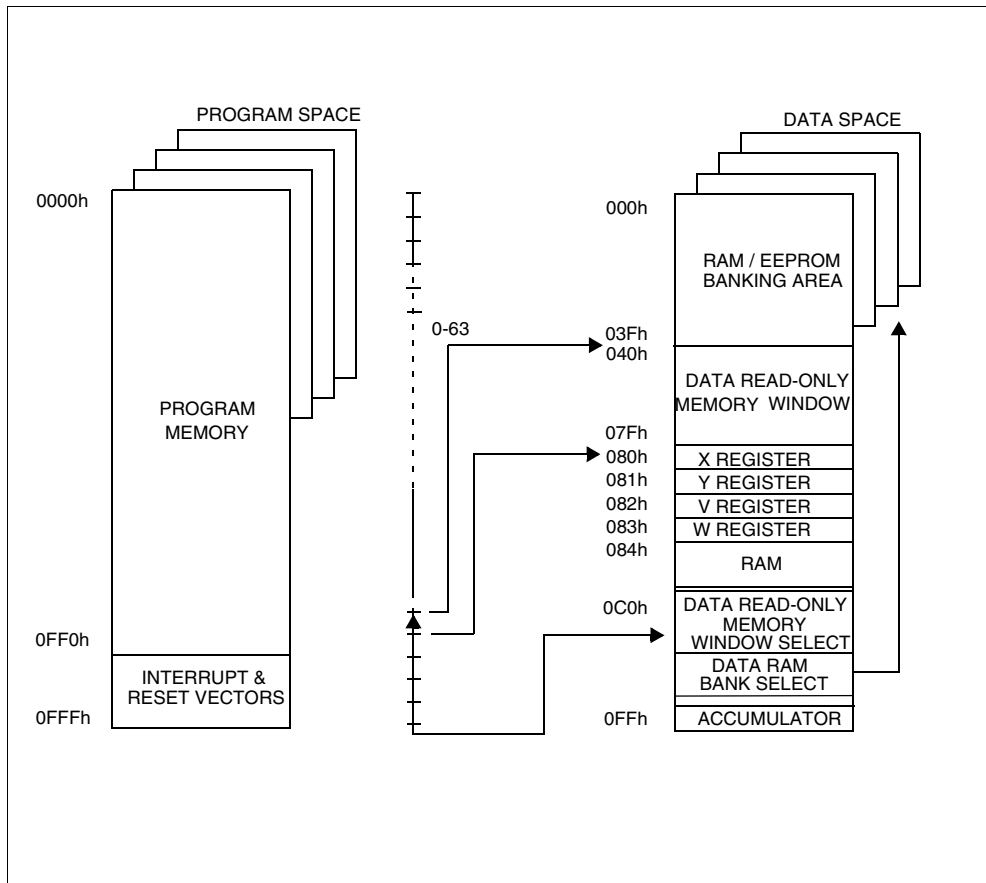 PROGRAM SPACE
0000h
PROGRAM
MEMORY
0FF0h
INTERRUPT &
RESET VECTORS
0FFFh
0-63
DATA SPACE
000h
RAM / EEPROM
BANKING AREA
03Fh
040h
DATA READ-ONLY
MEMORY WINDOW
07Fh
080h
X REGISTER
081h
Y REGISTER
082h
V REGISTER
083h
W REGISTER
084h
RAM
0C0h
DATA READ-ONLY
MEMORY
WINDOW SELECT
DATA RAM
BANK SELECT
0FFh
ACCUMULATOR